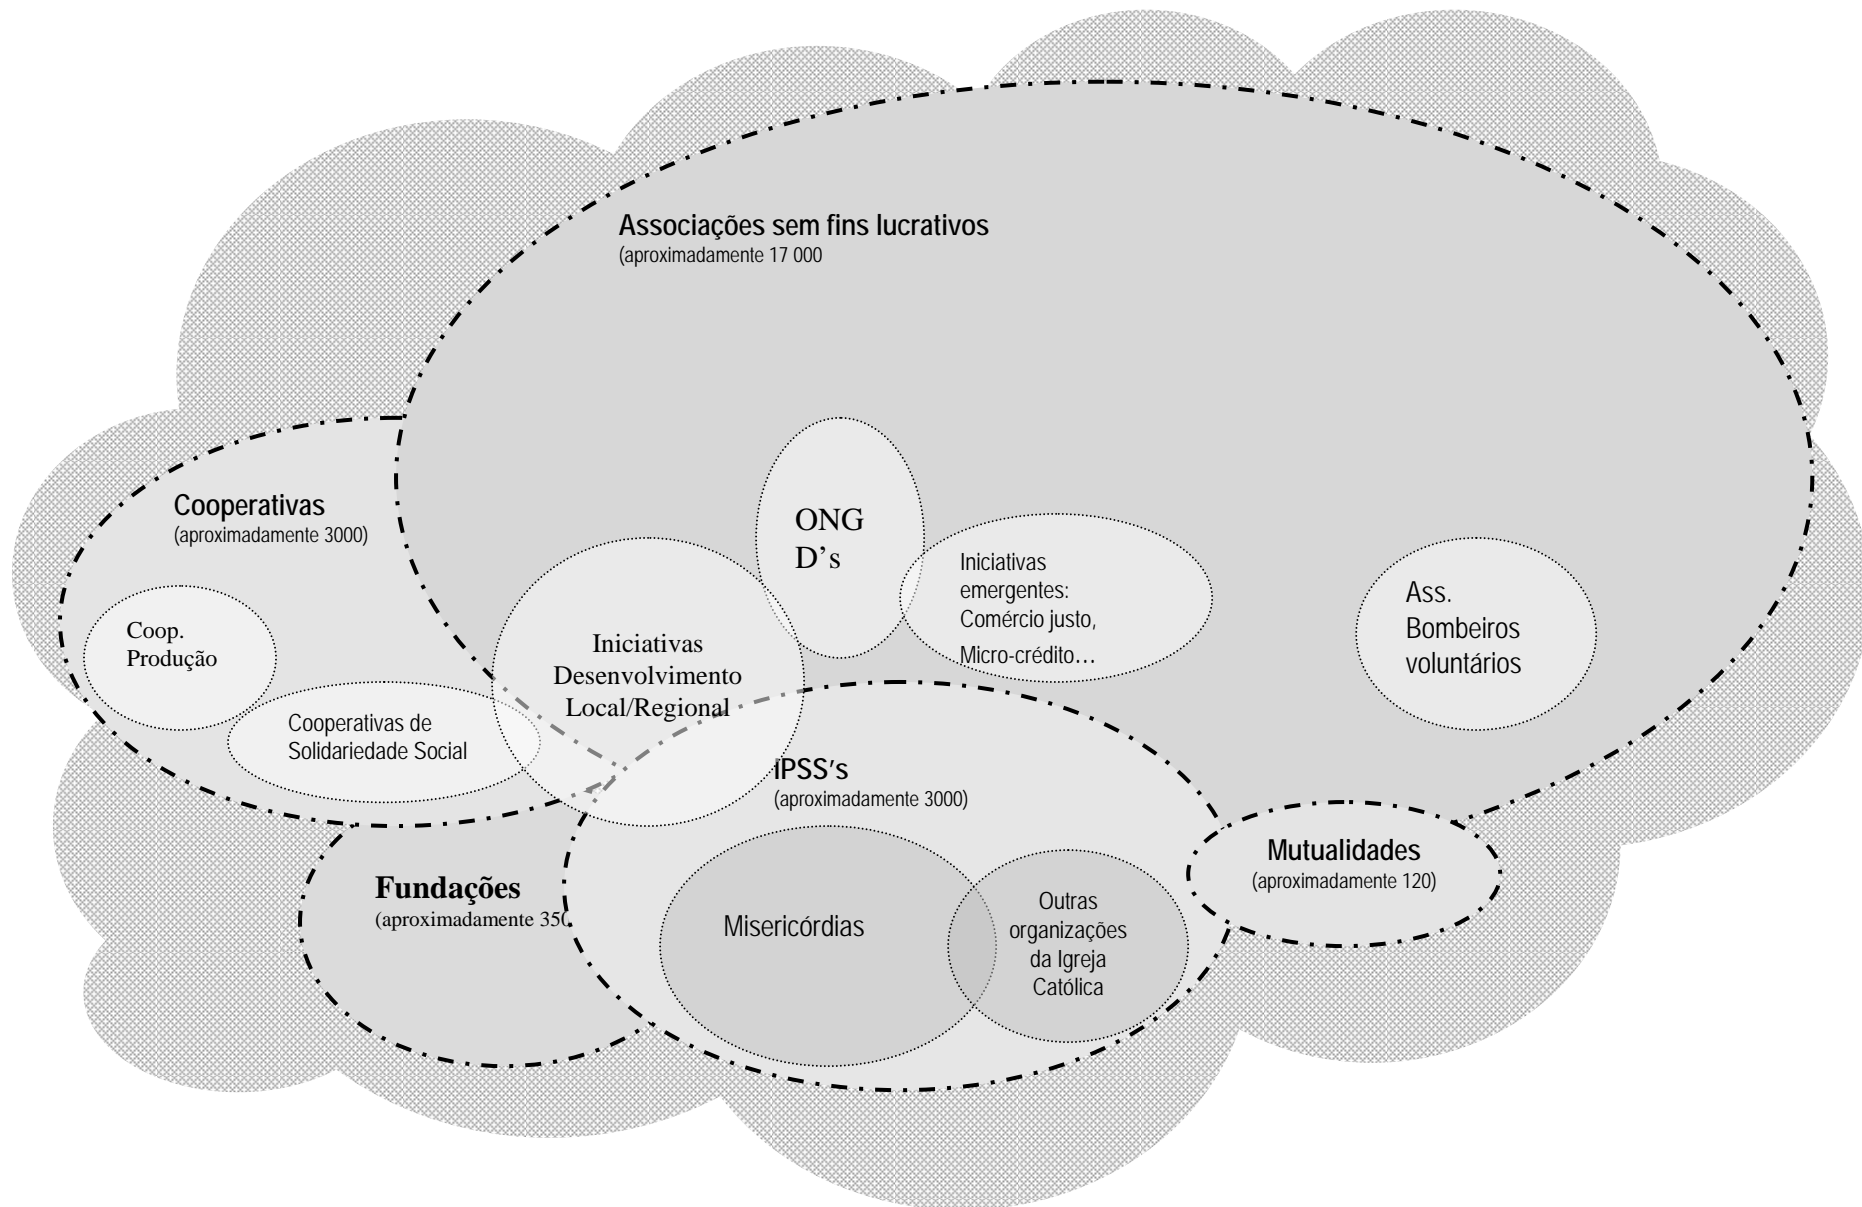 Associações sem fins lucrativos
(aproximadamente 17 000
Cooperativas
(aproximadamente 3000)
ONG
D's
Iniciativas
emergentes:
Comércio justo,
Micro-crédito…
Ass.
Bombeiros
voluntários
Coop.
Produção
Iniciativas
Desenvolvimento
Local/Regional
Cooperativas de
Solidariedade Social
IPSS's
(aproximadamente 3000)
Mutualidades
(aproximadamente 120)
Fundações
(aproximadamente 350
Misericórdias
Outras
organizações
da Igreja
Católica